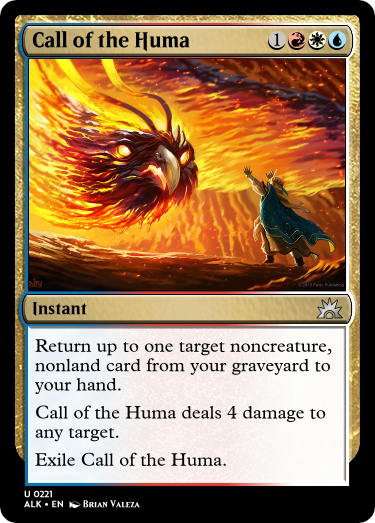 Call of the Huma
1
Instant
Return up to one target noncreature,
nonland card from your graveyard to
your hand.
Call of the Huma deals 4 damage to
any target.
Exile Call of the Huma.
U 0221
ALK • EN Brian Valeza